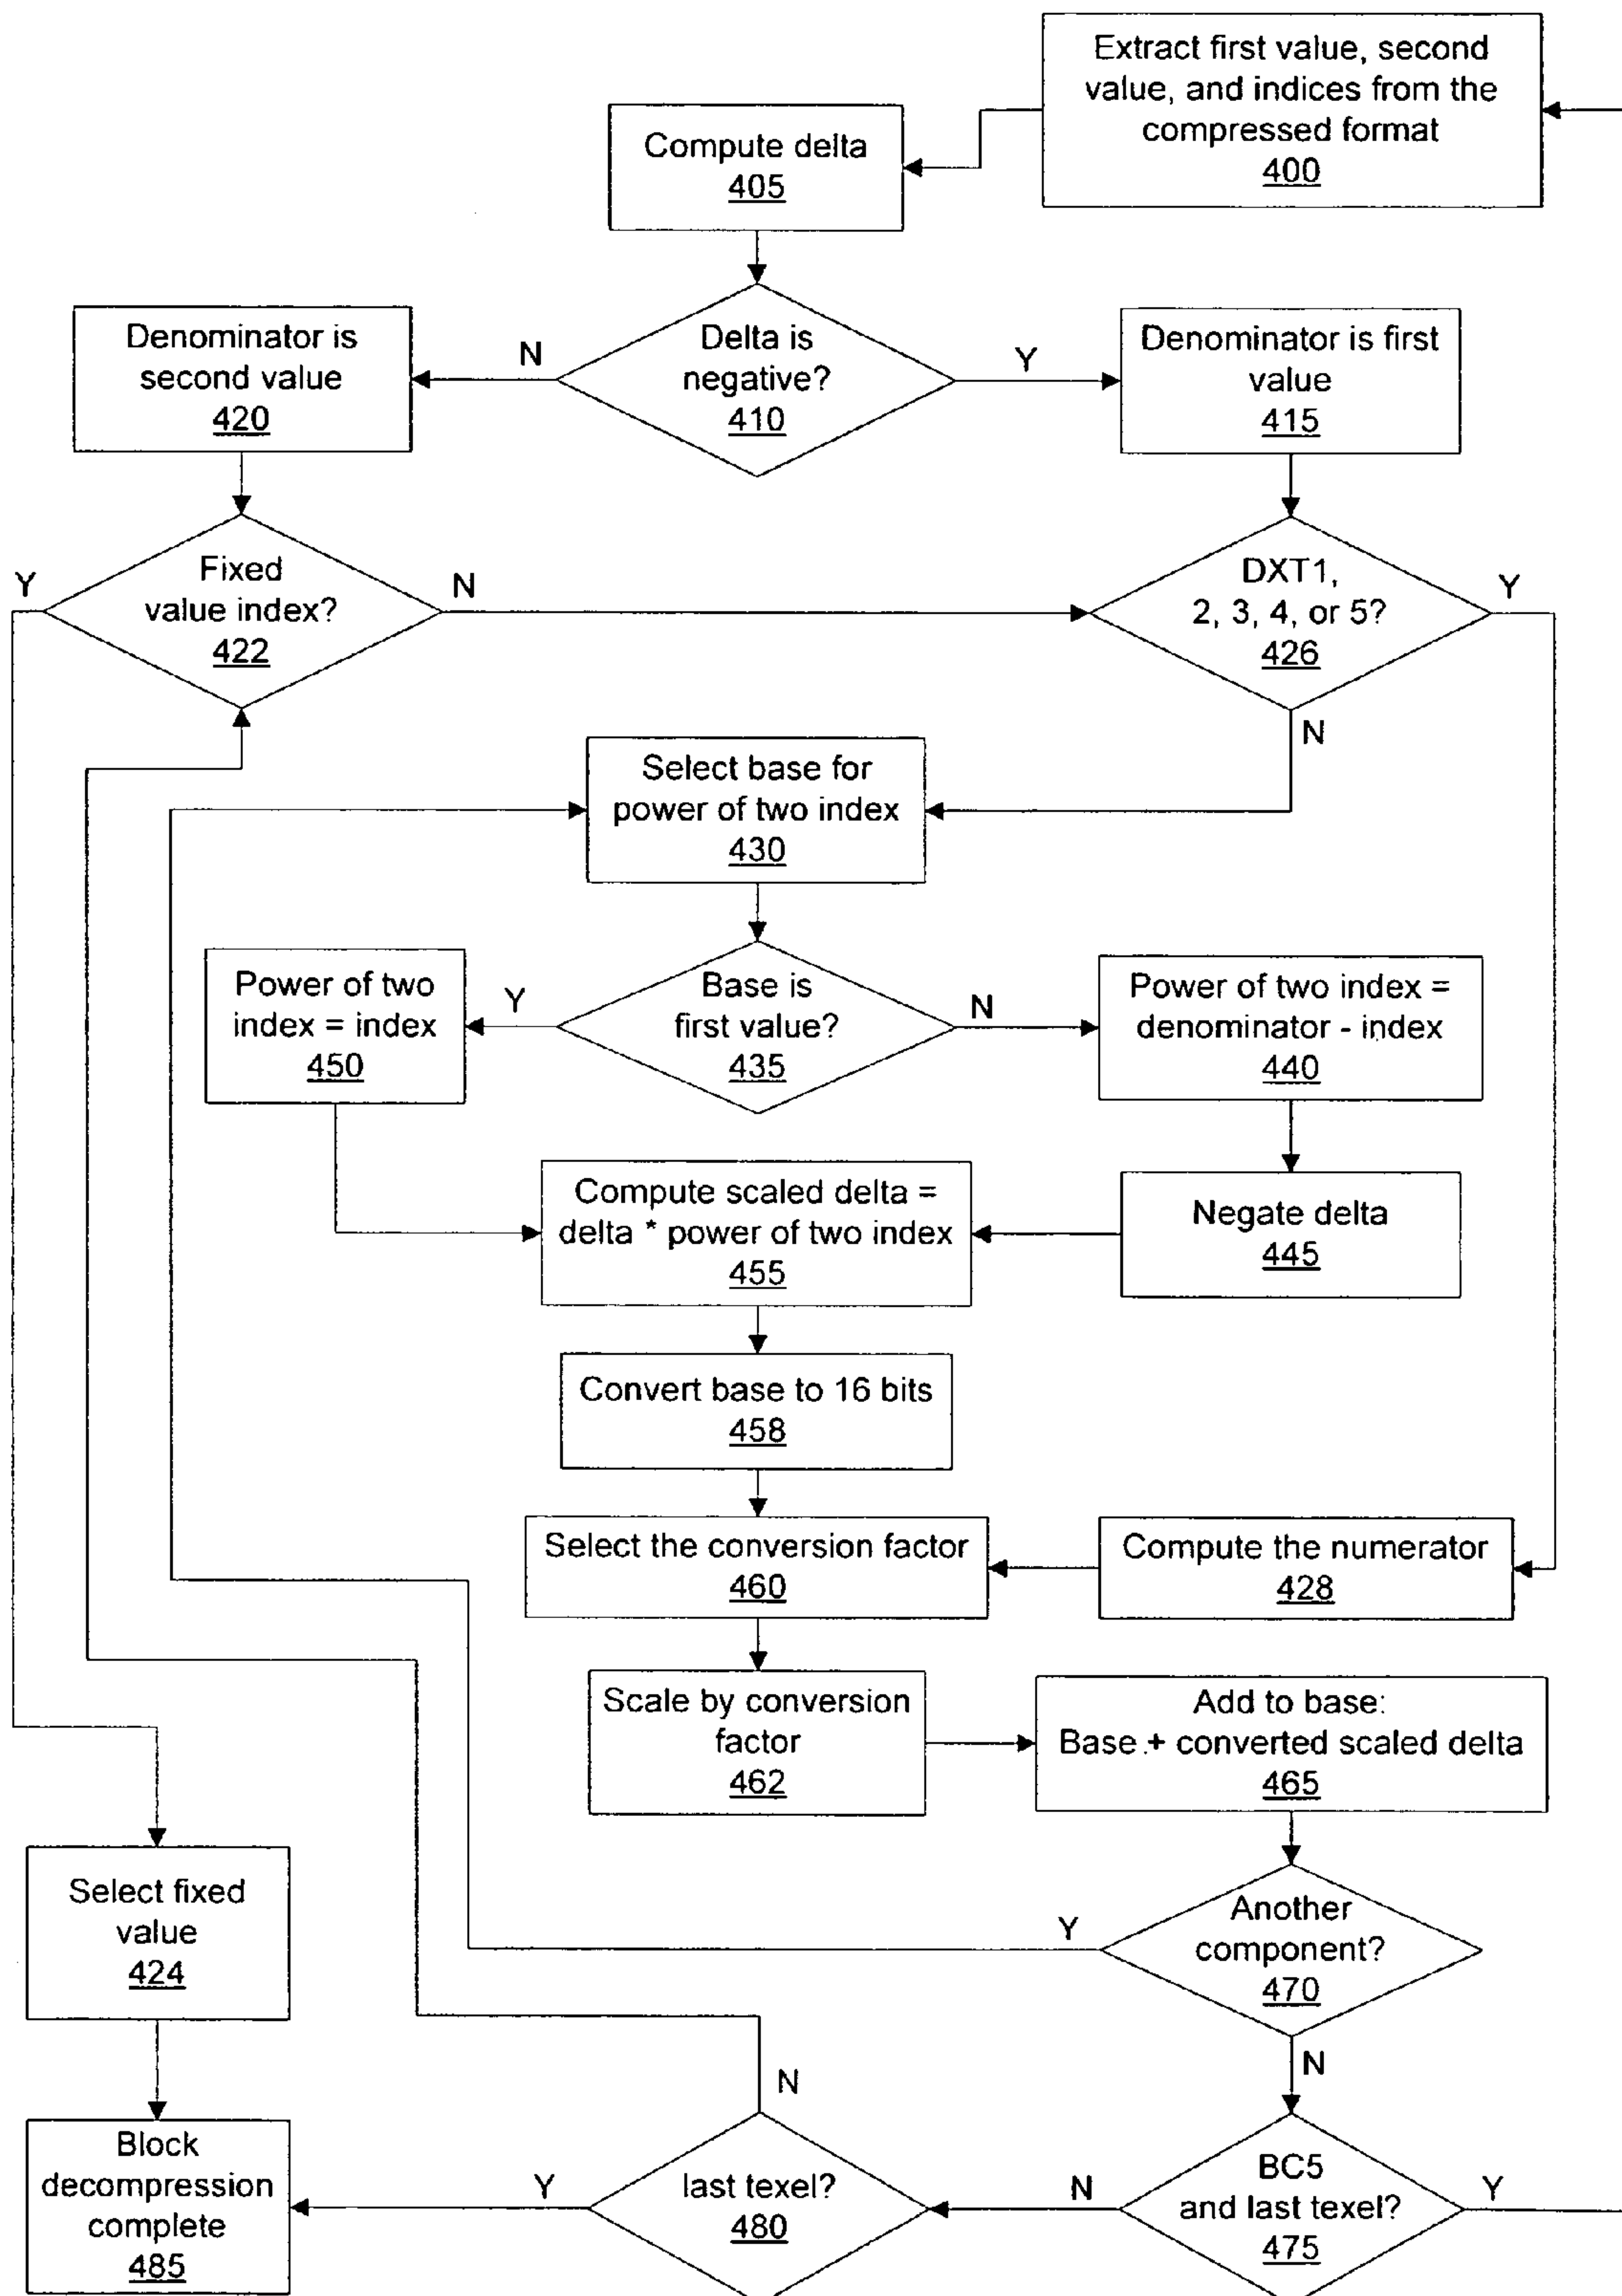 Extract first value, second
value, and indices from the
compressed format
400
Compute delta
405
Delta is
negative?
410
N
Y
Denominator is
second value
420
Denominator is first
value
415
Fixed
value index?
422
Y
N
DXT1,
2, 3, 4, or 5?
426
Y
N
Select base for
power of two index
430
Base is
first value?
435
Y
N
Power of two
index = index
450
Power of two index =
denominator - index
440
Negate delta
445
Compute scaled delta =
delta * power of two index
455
Convert base to 16 bits
458
Select the conversion factor
460
Compute the numerator
428
Scale by conversion
factor
462
Add to base:
Base + converted scaled delta
465
Another
component?
470
Y
N
Select fixed
value
424
BC5
and last texel?
475
N
Y
last texel?
480
N
Y
Block
decompression
complete
485